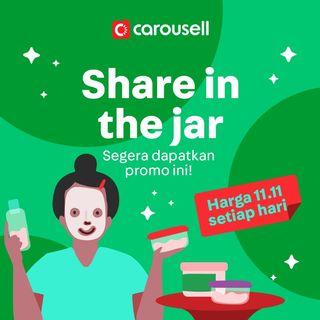 carousell
Share in
the jar
Segera dapatkan
promo ini!
Harga 11.11
setiap hari